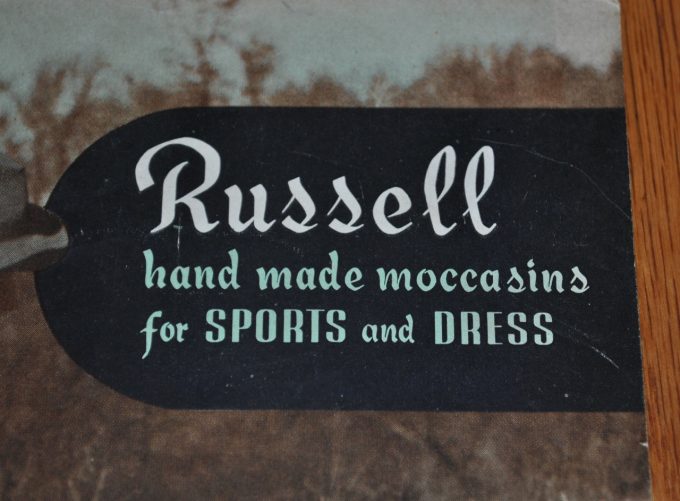 Russell
hand made moccasins
for SPORTS and DRESS